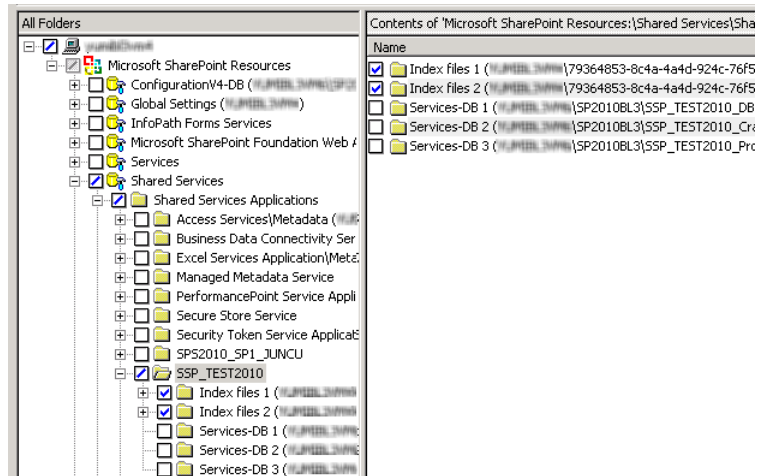 All Folders
Microsoft SharePoint Resources
ConfigurationV4-DB (
Global Settings (
InfoPath Forms Services
Microsoft SharePoint Foundation Web
Services
Shared Services
Shared Services Applications
Access Services\Metadata (
Business Data Connectivity Ser
Excel Services Application\Meta
Managed Metadata Service
PerformancePoint Service Appli
Secure Store Service
Security Token Service Applicat
SPS2010_SP1_JUNCU
SSP_TEST2010
Index files 1 (
Index files 2 (
Services-DB 1 (
Services-DB 2 (
Services-DB 3 (
Contents of 'Microsoft SharePoint Resources:\Shared Services\Sha
Name
Index files 1 ( \79364853-8c4a-4a4d-924c-76f5
Index files 2 ( \79364853-8c4a-4a4d-924c-76f5
Services-DB 1 ( \SP2010BL3\SSP_TEST2010_DB
Services-DB 2 ( \SP2010BL3\SSP_TEST2010_Cra
Services-DB 3 ( \SP2010BL3\SSP_TEST2010_Pro